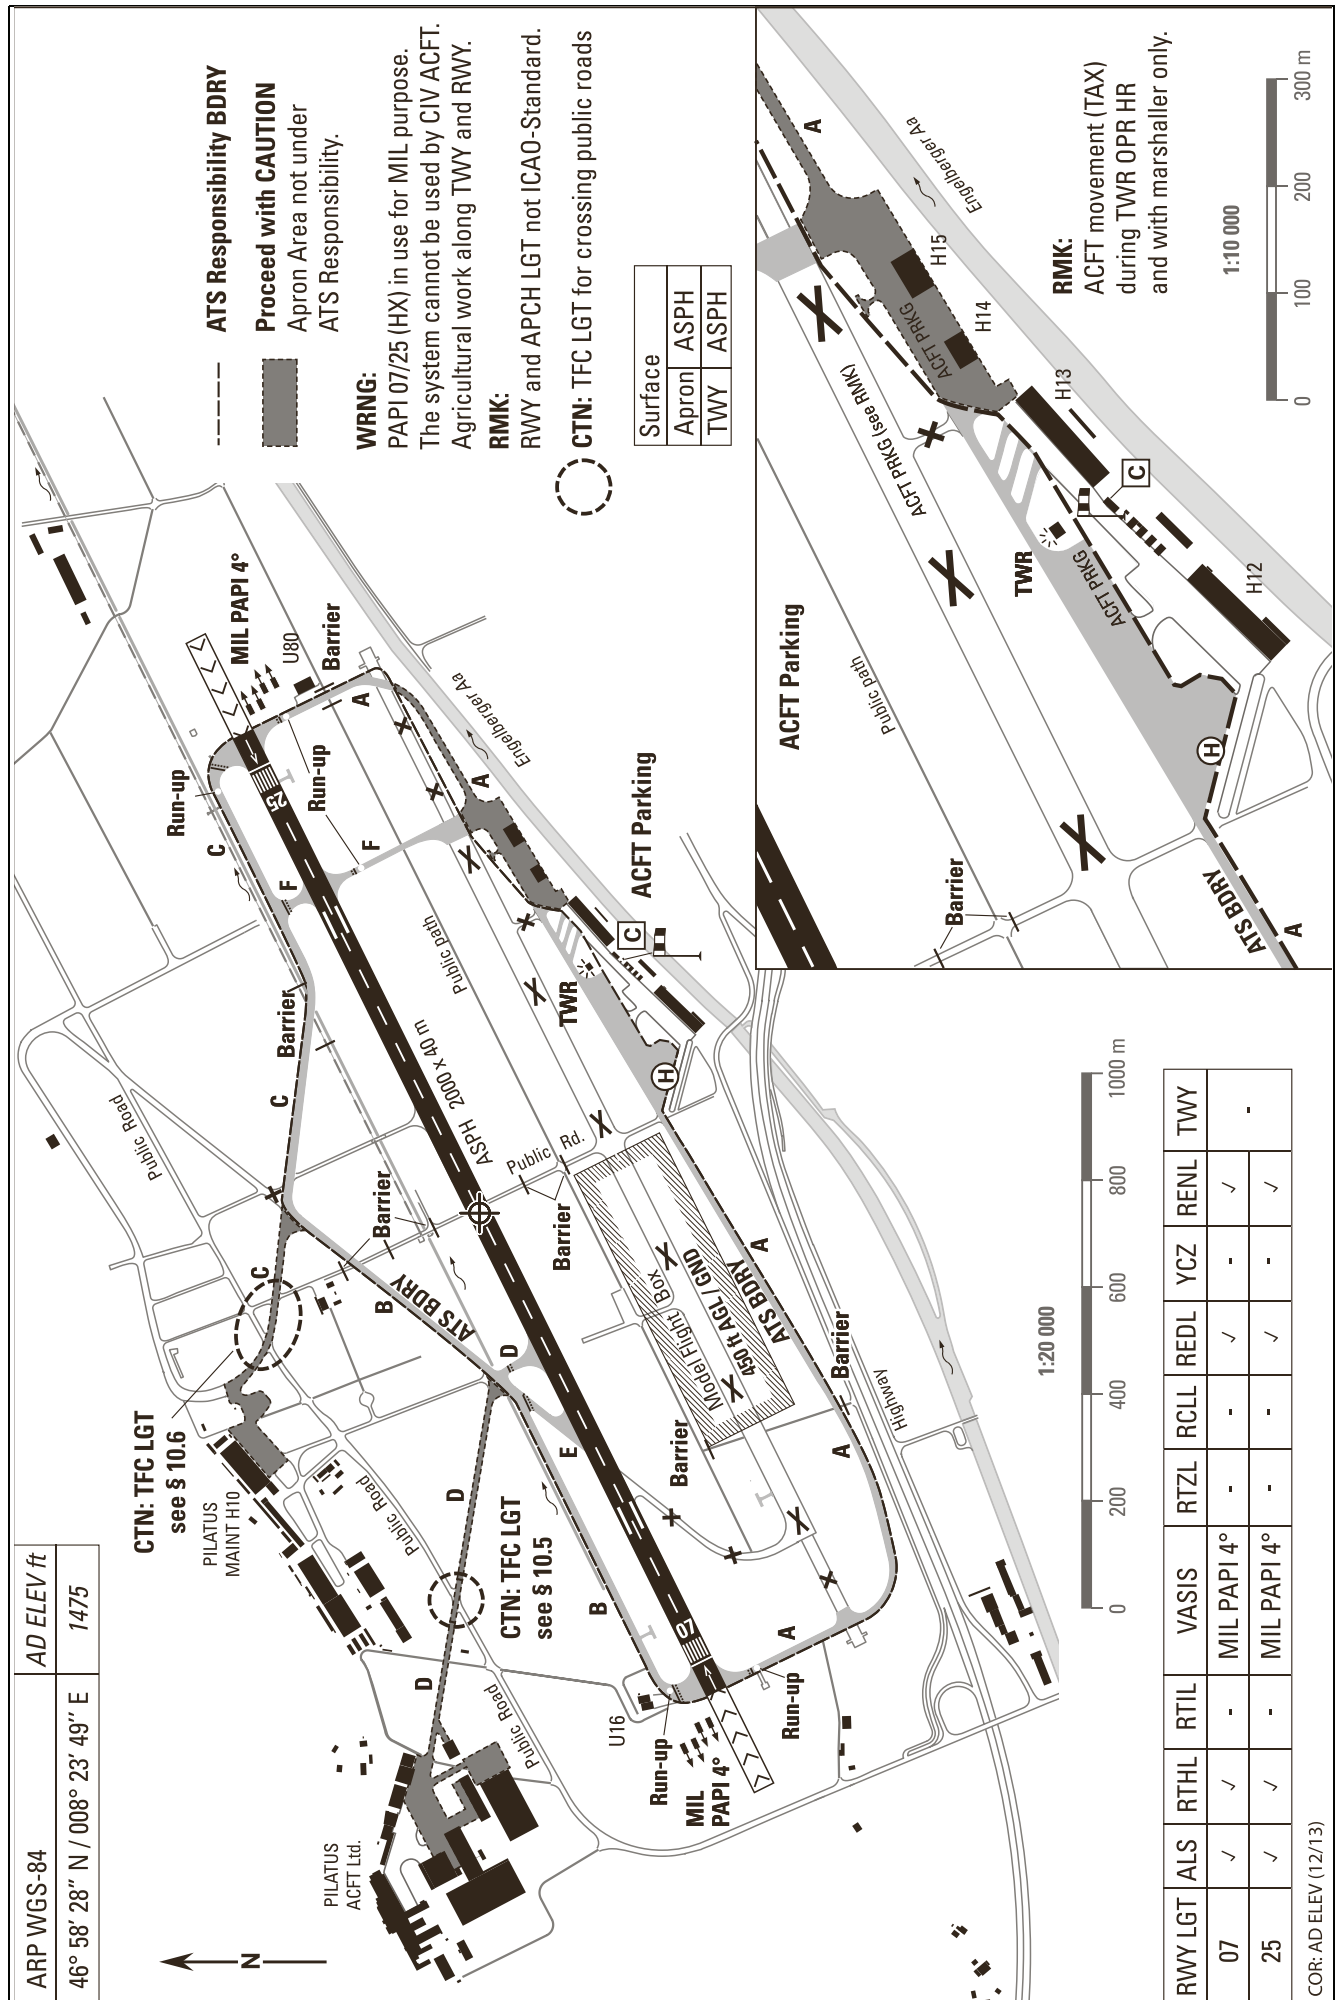 ARP WGS-84
AD ELEV ft
46° 58′ 28″ N / 008° 23′ 49″ E
1475
ATS Responsibility BDRY
Proceed with CAUTION
Apron Area not under
ATS Responsibility.
WRNG:
PAPI 07/25 (HX) in use for MIL purpose.
The system cannot be used by CIV ACFT.
Agricultural work along TWY and RWY.
RMK:
RWY and APCH LGT not ICAO-Standard.
CTN: TFC LGT for crossing public roads
Surface
Apron ASPH
TWY ASPH
N
PILATUS
ACFT Ltd.
PILATUS
MAINT H10
CTN: TFC LGT
see § 10.6
CTN: TFC LGT
see § 10.5
Public Road
Public Road
Public Road
D
D
D
E
B
B
C
C
C
F
F
A
A
A
A
A
ATS BDRY
ATS BDRY
Barrier
Barrier
Barrier
Barrier
Barrier
Barrier
Run-up
Run-up
Run-up
Run-up
MIL PAPI 4°
U80
U16
MIL
PAPI 4°
07
25
ASPH 2000 x 40 m
Public path
Public Rd.
Model Flight Box
450 ft AGL / GND
Highway
Engelberger Aa
TWR
H
C
ACFT Parking
1:20 000
0 200 400 600 800 1000 m
ACFT Parking
Public path
Barrier
ATS BDRY
A
A
H
TWR
C
ACFT PRKG
ACFT PRKG (see RMK)
ACFT PRKG
ACFT PRKG
H12
H13
H14
H15
Engelberger Aa
RMK:
ACFT movement (TAX)
during TWR OPR HR
and with marshaller only.
1:10 000
0 100 200 300 m
RWY LGT ALS RTHL RTIL VASIS RTZL RCLL REDL YCZ RENL TWY
07 ✓ ✓ - MIL PAPI 4° - - ✓ - ✓ -
25 ✓ ✓ - MIL PAPI 4° - - ✓ - ✓
COR: AD ELEV (12/13)